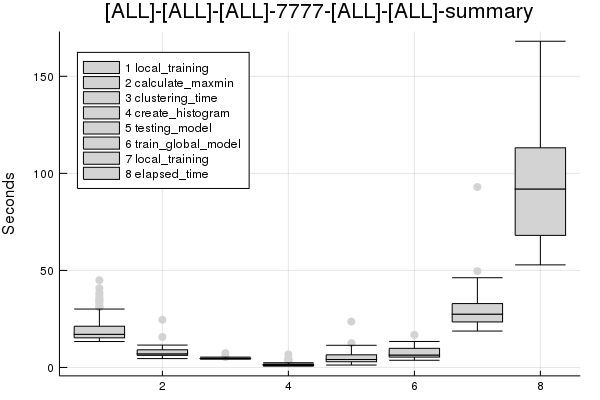 [ALL]-[ALL]-[ALL]-7777-[ALL]-[ALL]-summary
150
100
50
0
Seconds
1 local_training
2 calculate_maxmin
3 clustering_time
4 create_histogram
5 testing_model
6 train_global_model
7 local_training
8 elapsed_time
2 4 6 8